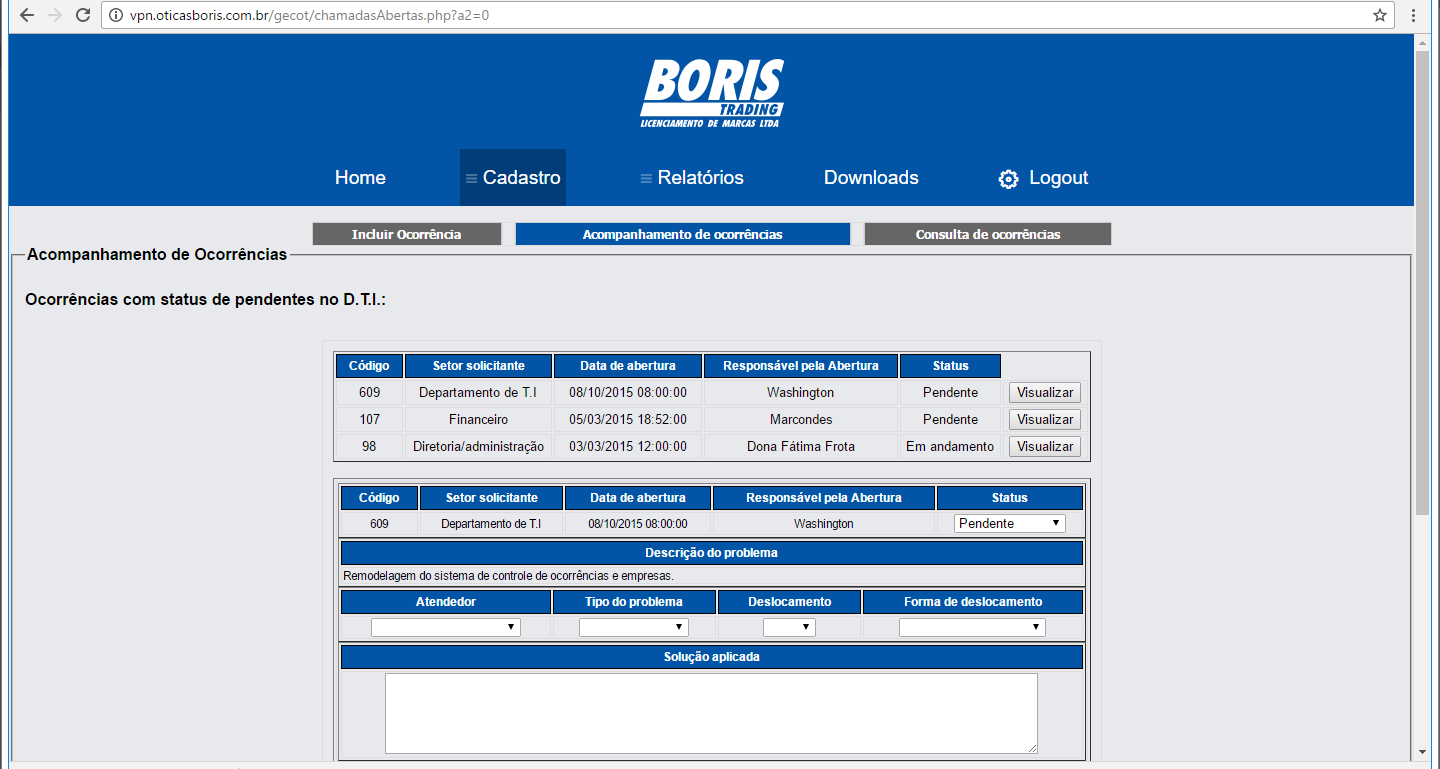 vpn.oticasboris.com.br/gecot/chamadasAbertas.php?a2=0
BORIS
TRADING
LICENCIAMENTO DE MARCAS LTDA
Home Cadastro Relatórios Downloads Logout
Incluir Ocorrência Acompanhamento de ocorrências Consulta de ocorrências
Acompanhamento de Ocorrências
Ocorrências com status de pendentes no D.T.I.:
Código Setor solicitante Data de abertura Responsável pela Abertura Status
609 Departamento de T.I 08/10/2015 08:00:00 Washington Pendente Visualizar
107 Financeiro 05/03/2015 18:52:00 Marcondes Pendente Visualizar
98 Diretoria/administração 03/03/2015 12:00:00 Dona Fátima Frota Em andamento Visualizar
Código Setor solicitante Data de abertura Responsável pela Abertura Status
609 Departamento de T.I 08/10/2015 08:00:00 Washington Pendente
Descrição do problema
Remodelagem do sistema de controle de ocorrências e empresas.
Atendedor Tipo do problema Deslocamento Forma de deslocamento
Solução aplicada